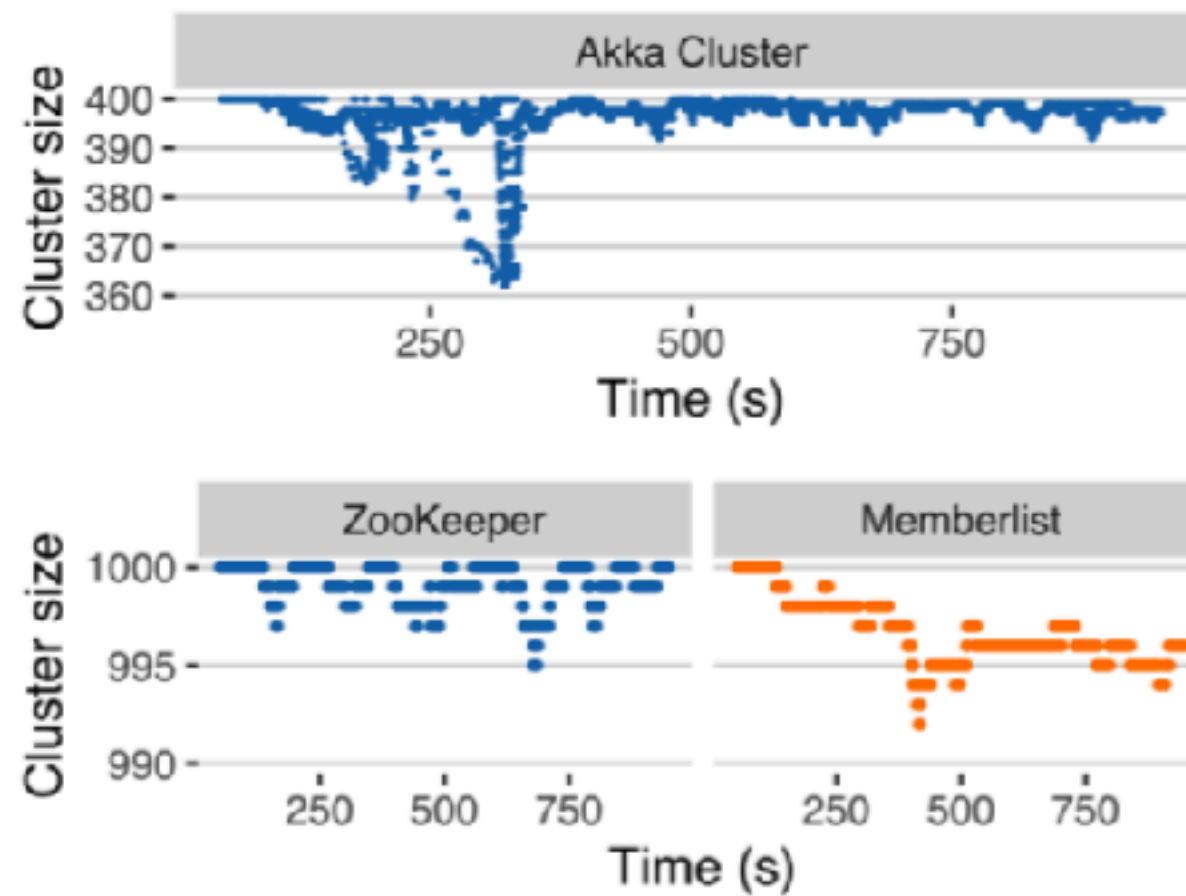 Akka Cluster
Cluster size
400
390
380
370
360
250 500 750
Time (s)
ZooKeeper Memberlist
Cluster size
1000
995
990
250 500 750 250 500 750
Time (s)